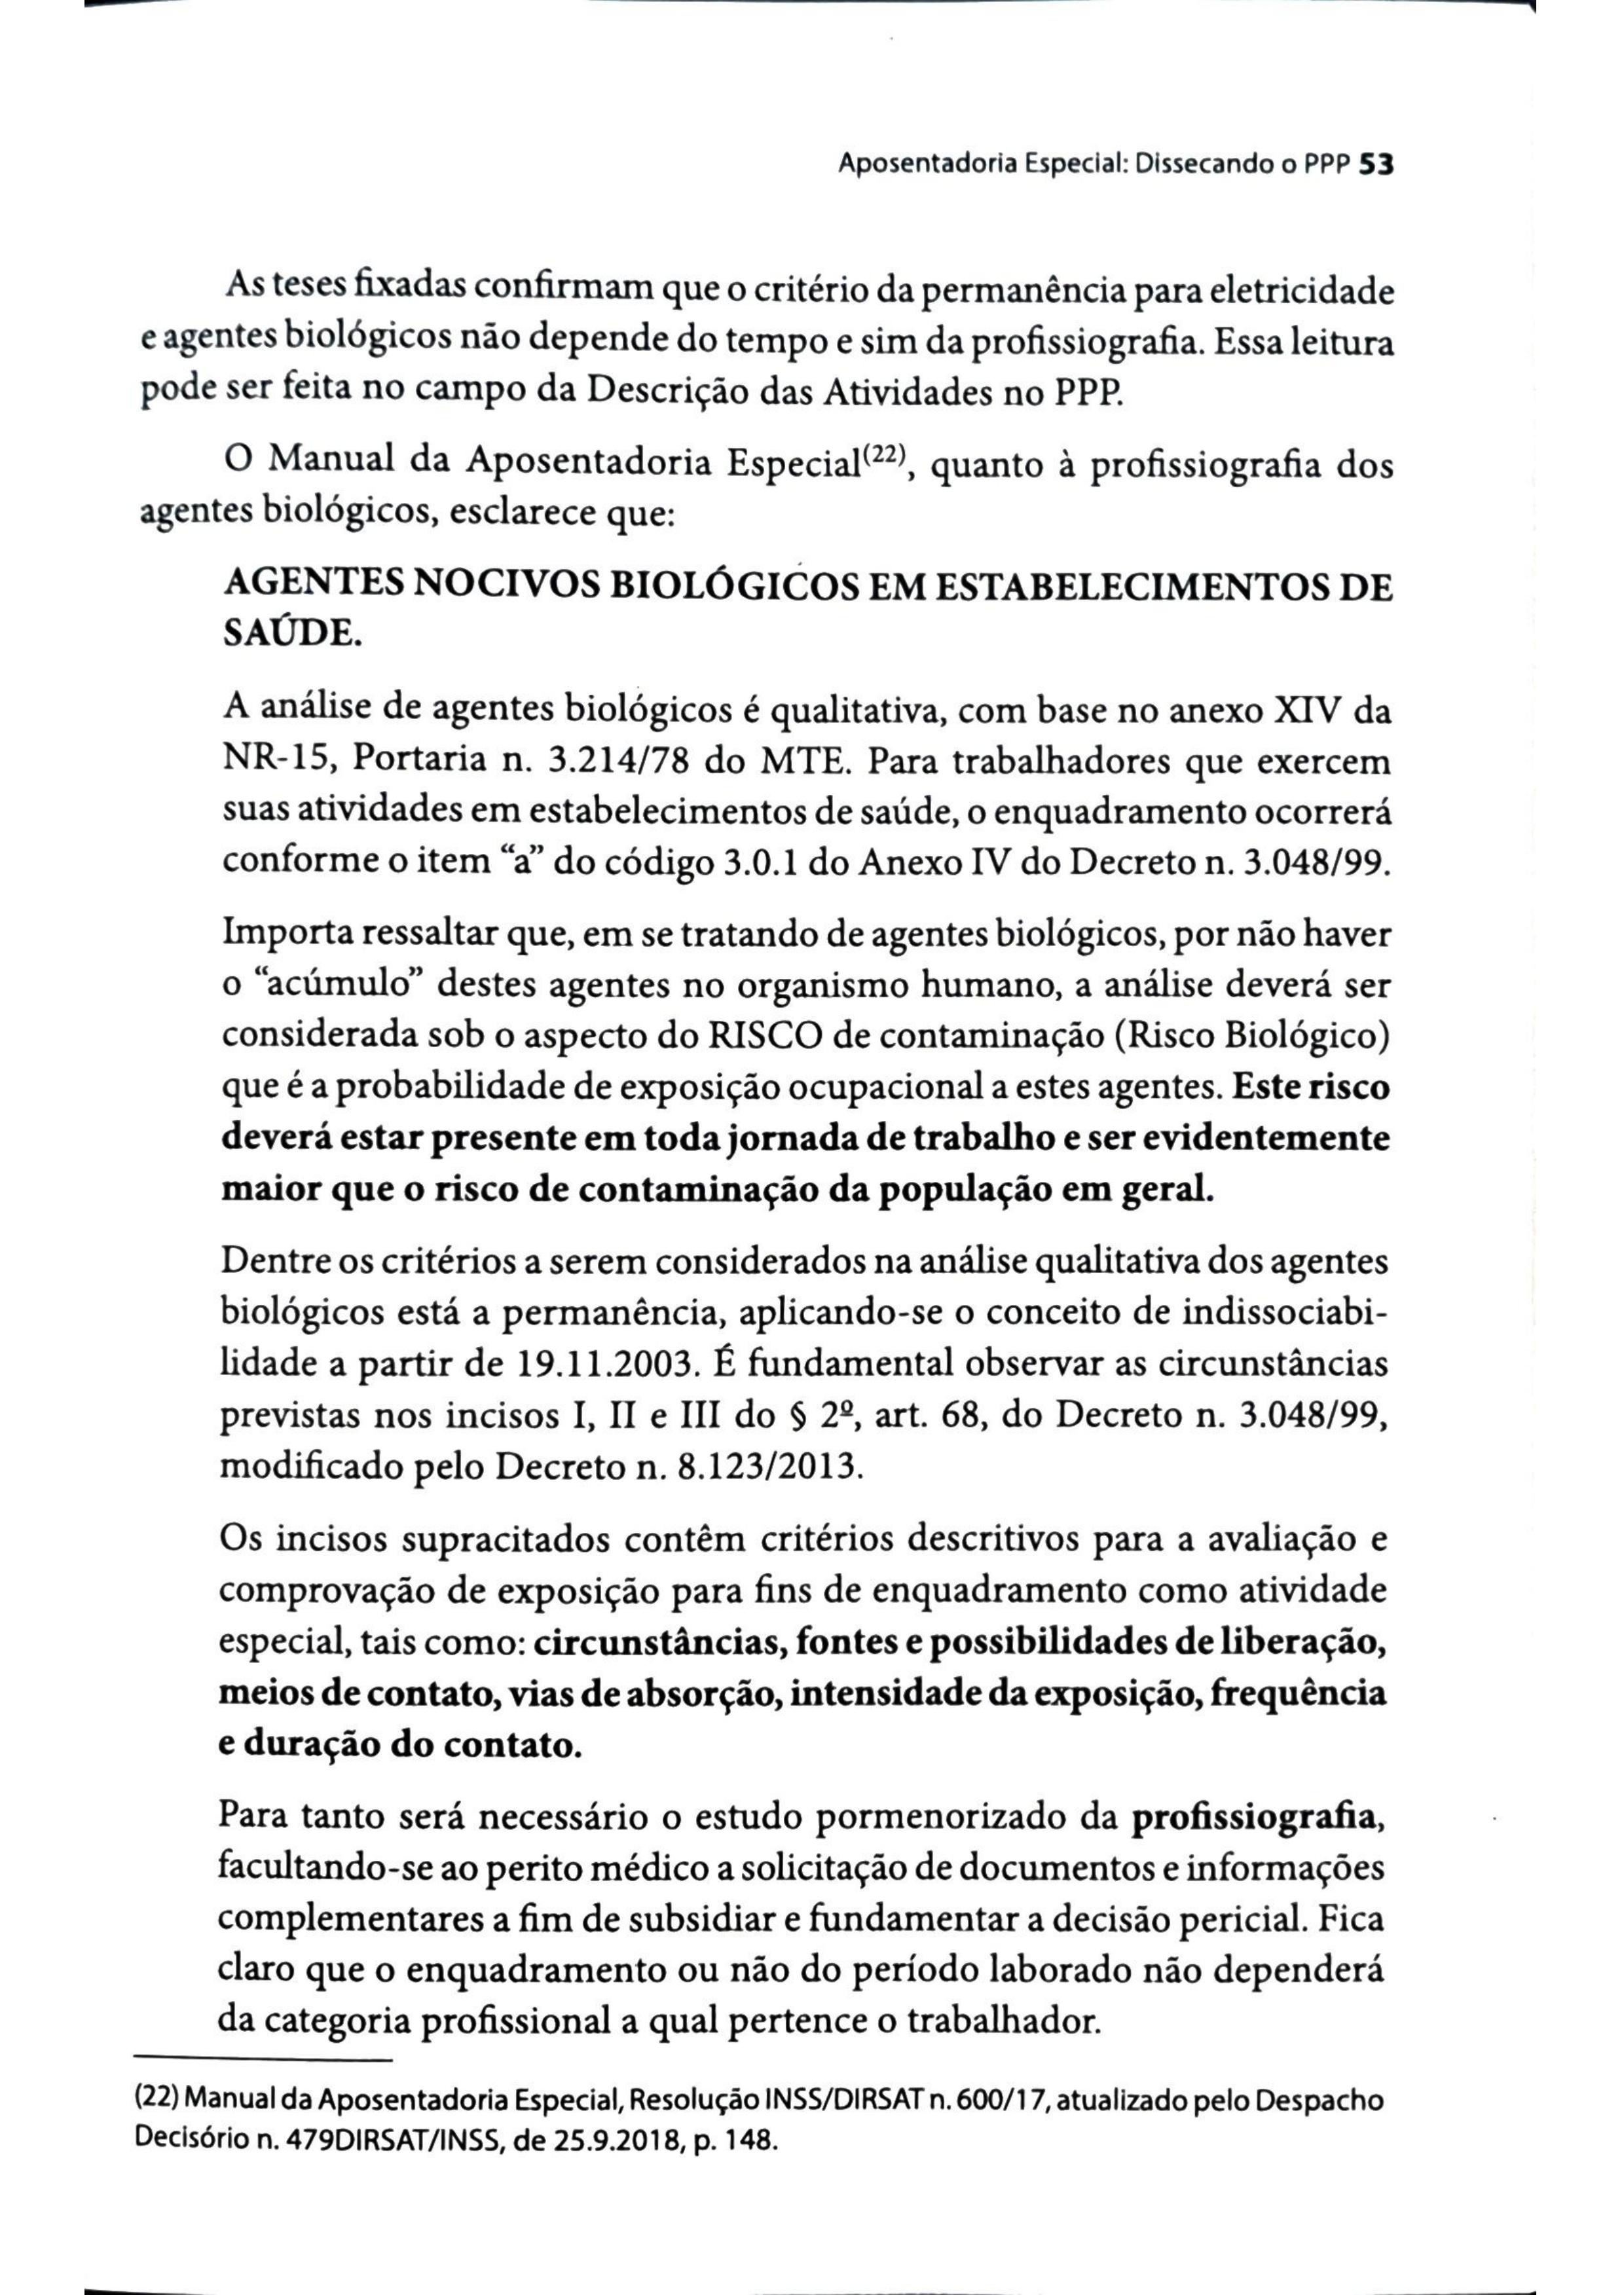 Aposentadoria Especial: Dissecando o PPP 53
As teses fixadas confirmam que o critério da permanência para eletricidade
e agentes biológicos não depende do tempo e sim da profissiografia. Essa leitura
pode ser feita no campo da Descrição das Atividades no PPP.
O Manual da Aposentadoria Especial(22), quanto à profissiografia dos
agentes biológicos, esclarece que:
AGENTES NOCIVOS BIOLÓGICOS EM ESTABELECIMENTOS DE
SAÚDE.
A análise de agentes biológicos é qualitativa, com base no anexo XIV da
NR-15, Portaria n. 3.214/78 do MTE. Para trabalhadores que exercem
suas atividades em estabelecimentos de saúde, o enquadramento ocorrerá
conforme o item “a” do código 3.0.1 do Anexo IV do Decreto n. 3.048/99.
Importa ressaltar que, em se tratando de agentes biológicos, por não haver
o “acúmulo” destes agentes no organismo humano, a análise deverá ser
considerada sob o aspecto do RISCO de contaminação (Risco Biológico)
que é a probabilidade de exposição ocupacional a estes agentes. Este risco
deverá estar presente em toda jornada de trabalho e ser evidentemente
maior que o risco de contaminação da população em geral.
Dentre os critérios a serem considerados na análise qualitativa dos agentes
biológicos está a permanência, aplicando-se o conceito de indissociabi-
lidade a partir de 19.11.2003. É fundamental observar as circunstâncias
previstas nos incisos I, II e III do § 2º, art. 68, do Decreto n. 3.048/99,
modificado pelo Decreto n. 8.123/2013.
Os incisos supracitados contêm critérios descritivos para a avaliação e
comprovação de exposição para fins de enquadramento como atividade
especial, tais como: circunstâncias, fontes e possibilidades de liberação,
meios de contato, vias de absorção, intensidade da exposição, frequência
e duração do contato.
Para tanto será necessário o estudo pormenorizado da profissiografia,
facultando-se ao perito médico a solicitação de documentos e informações
complementares a fim de subsidiar e fundamentar a decisão pericial. Fica
claro que o enquadramento ou não do período laborado não dependerá
da categoria profissional a qual pertence o trabalhador.
(22) Manual da Aposentadoria Especial, Resolução INSS/DIRSAT n. 600/17, atualizado pelo Despacho
Decisório n. 479DIRSAT/INSS, de 25.9.2018, p. 148.